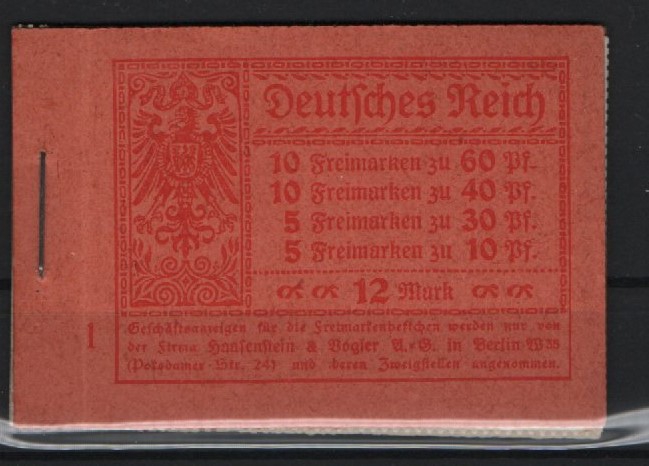 Deutsches Reich
10 Freimarken zu 60 Pf.
10 Freimarken zu 40 Pf.
5 Freimarken zu 30 Pf.
5 Freimarken zu 10 Pf.
12 Mark
1
Geschäftsanzeigen für die Freimarkenheftchen werden nur von
der Firma Haasenstein & Vogler A.-G. in Berlin W 35
(Potsdamer-Str. 24) und deren Zweigstellen angenommen.